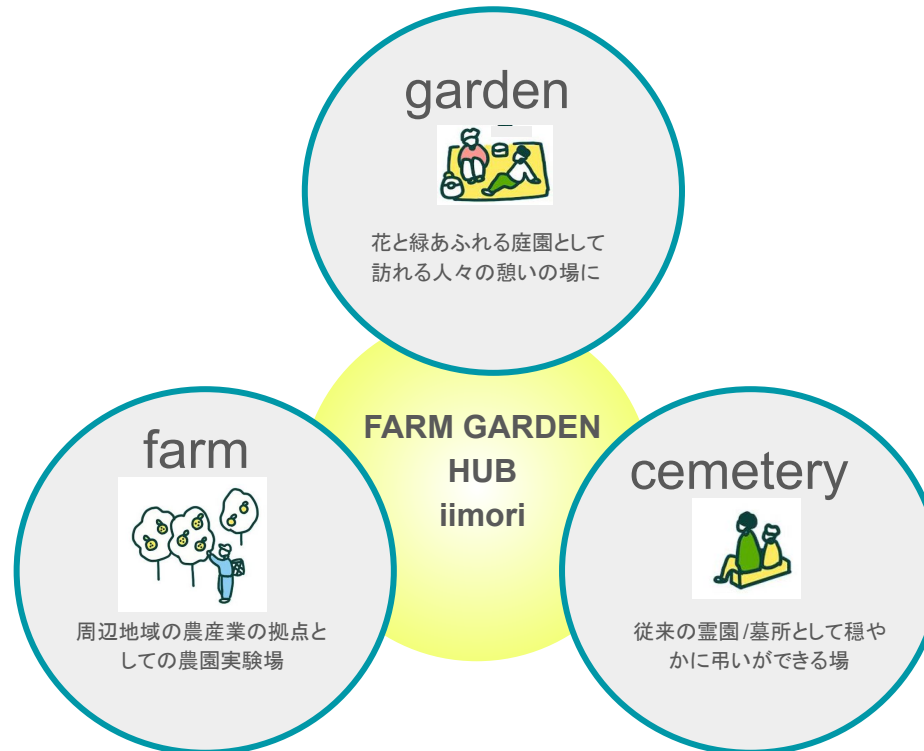 garden
花と緑あふれる庭園として
訪れる人々の憩いの場に
FARM GARDEN
HUB
iimori
farm
周辺地域の農産業の拠点と
しての農園実験場
cemetery
従来の霊園/墓所として穏や
かに弔いができる場